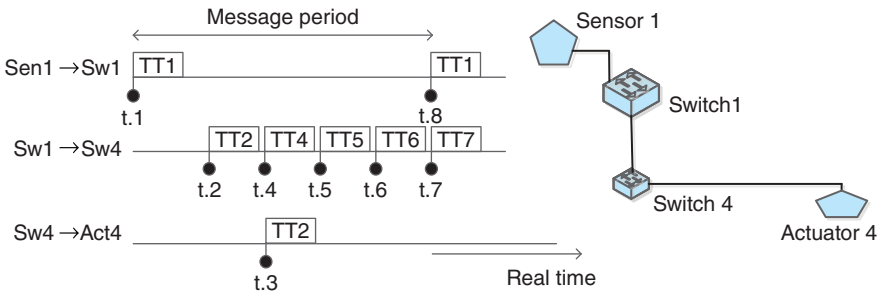 Message period
Sensor 1
Sen1→Sw1
TT1
TT1
t.1
t.8
Switch1
Sw1→Sw4
TT2
TT4
TT5
TT6
TT7
t.2
t.4
t.5
t.6
t.7
Switch 4
Sw4→Act4
TT2
Actuator 4
t.3
Real time